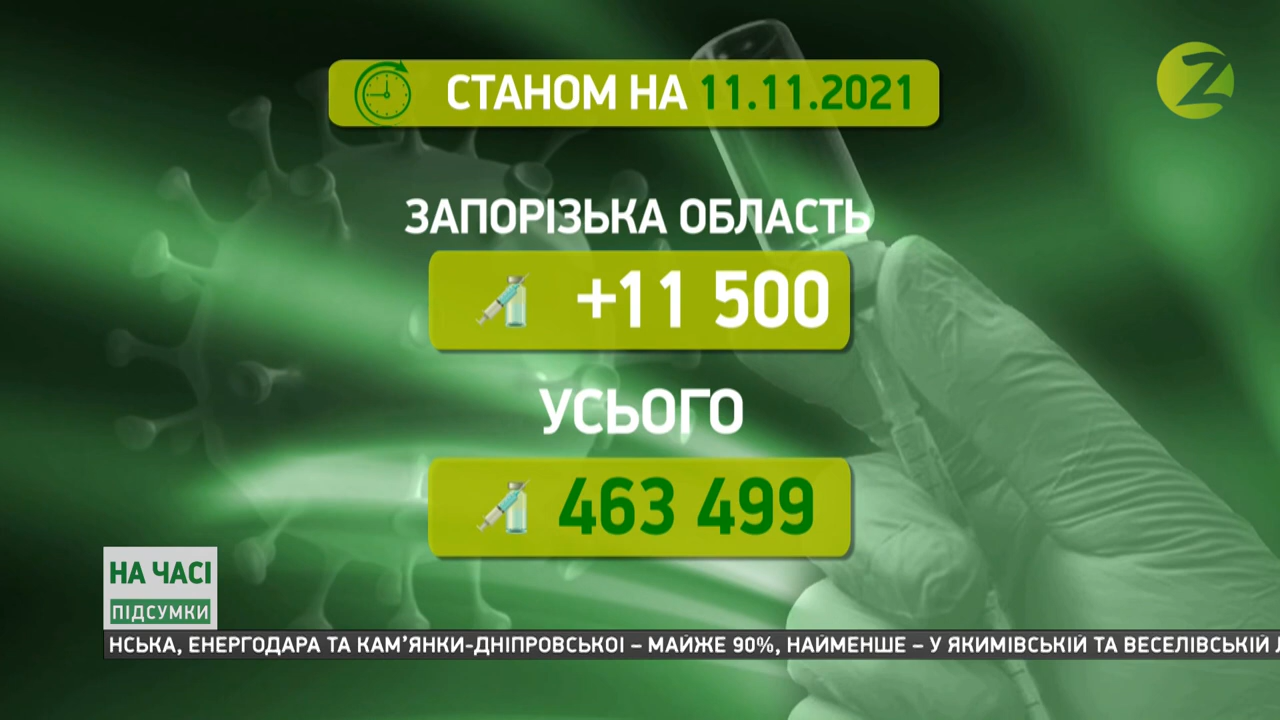 СТАНОМ НА 11.11.2021
ЗАПОРІЗЬКА ОБЛАСТЬ
+11 500
УСЬОГО
463 499
НА ЧАСІ
ПІДСУМКИ
НСЬКА, ЕНЕРГОДАРА ТА КАМ’ЯНКИ-ДНІПРОВСЬКОЇ – МАЙЖЕ 90%, НАЙМЕНШЕ – У ЯКИМІВСЬКІЙ ТА ВЕСЕЛІВСЬКІЙ